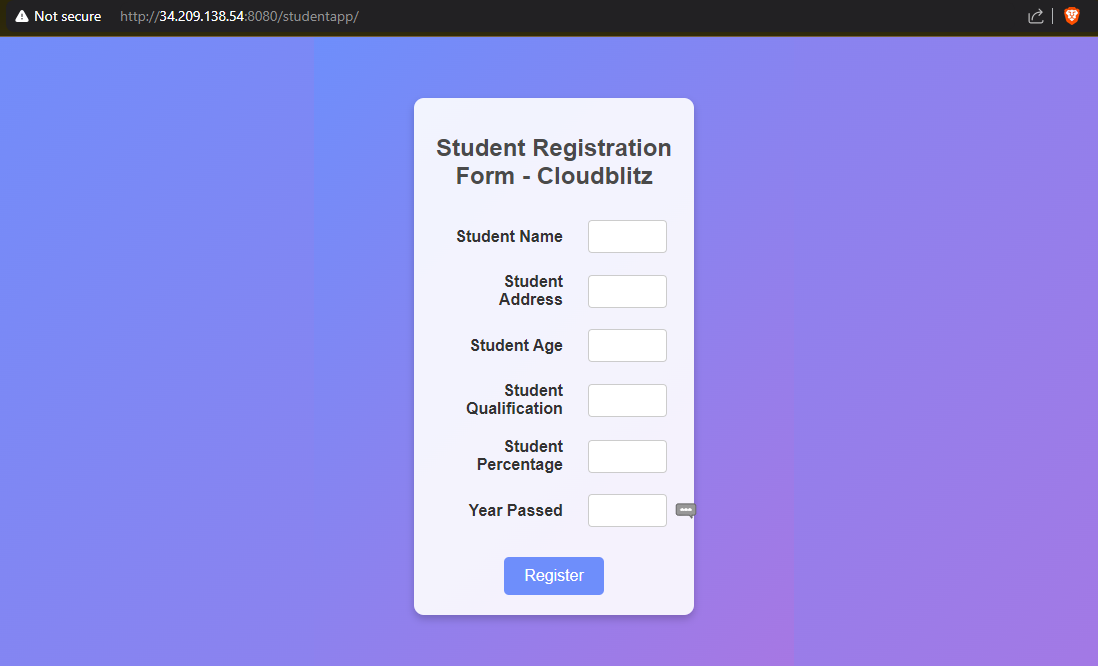 Not secure http://34.209.138.54:8080/studentapp/
Student Registration
Form - Cloudblitz
Student Name
Student
Address
Student Age
Student
Qualification
Student
Percentage
Year Passed
Register